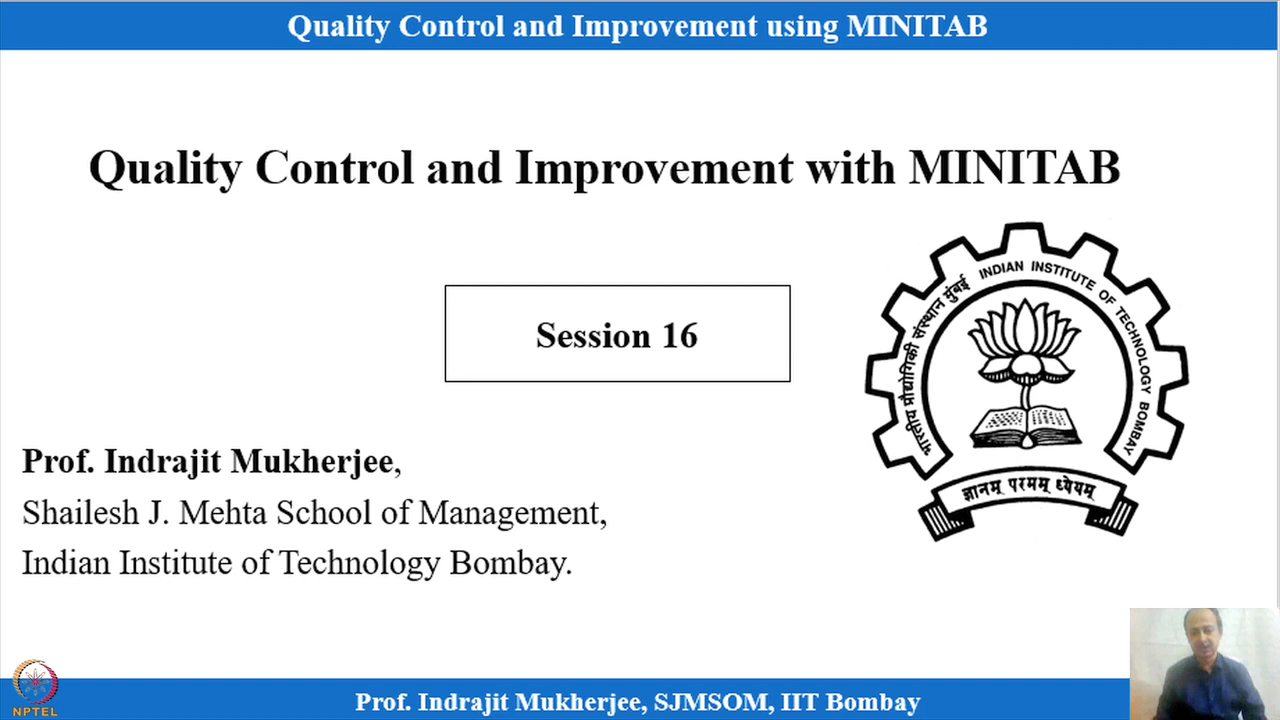 Quality Control and Improvement using MINITAB
Quality Control and Improvement with MINITAB
Session 16
भारतीय प्रौद्योगिकी संस्थान मुंबई
INDIAN INSTITUTE OF TECHNOLOGY BOMBAY
ज्ञानम् परमम् ध्येयम्
Prof. Indrajit Mukherjee,
Shailesh J. Mehta School of Management,
Indian Institute of Technology Bombay.
NPTEL
Prof. Indrajit Mukherjee, SJMSOM, IIT Bombay